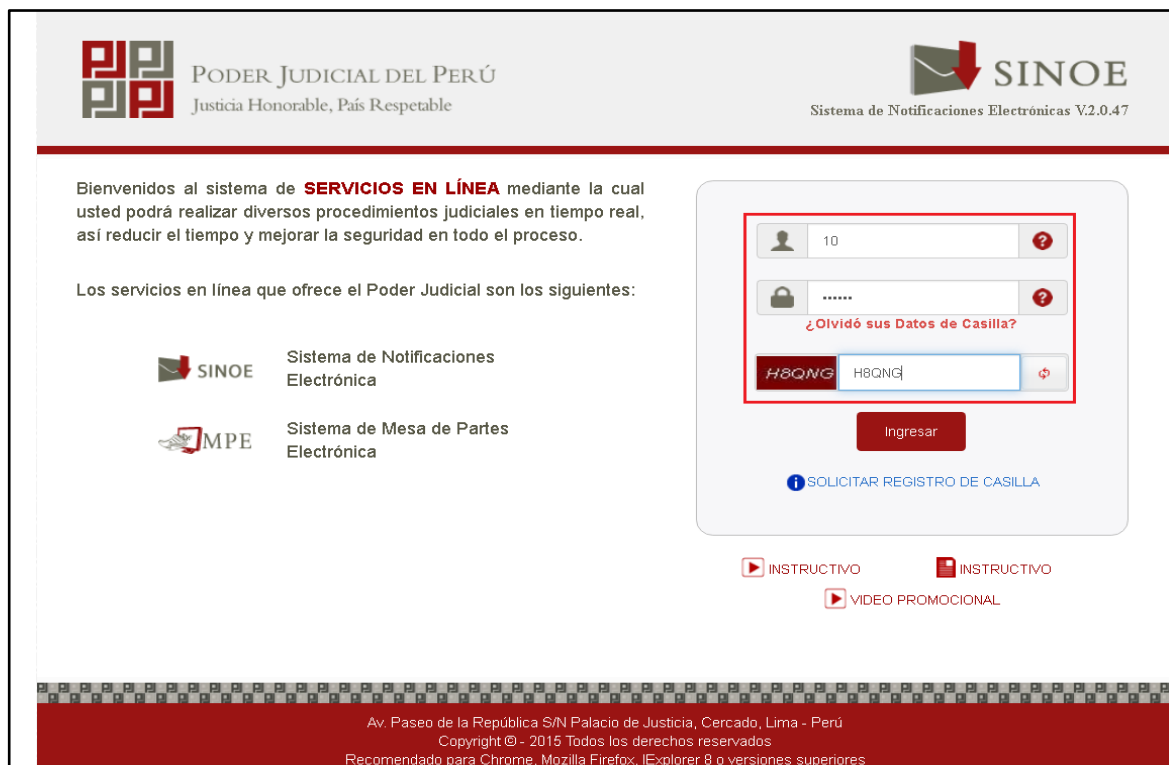 PODER JUDICIAL DEL PERÚ
Justicia Honorable, País Respetable
SINOE
Sistema de Notificaciones Electrónicas V.2.0.47
Bienvenidos al sistema de SERVICIOS EN LÍNEA mediante la cual
usted podrá realizar diversos procedimientos judiciales en tiempo real,
así reducir el tiempo y mejorar la seguridad en todo el proceso.
Los servicios en línea que ofrece el Poder Judicial son los siguientes:
SINOE
Sistema de Notificaciones
Electrónica
MPE
Sistema de Mesa de Partes
Electrónica
10
......
¿Olvidó sus Datos de Casilla?
H8QNG H8QNG
Ingresar
SOLICITAR REGISTRO DE CASILLA
INSTRUCTIVO INSTRUCTIVO
VIDEO PROMOCIONAL
Av. Paseo de la República S/N Palacio de Justicia, Cercado, Lima - Perú
Copyright © - 2015 Todos los derechos reservados
Recomendado para Chrome, Mozilla Firefox, IExplorer 8 o versiones superiores